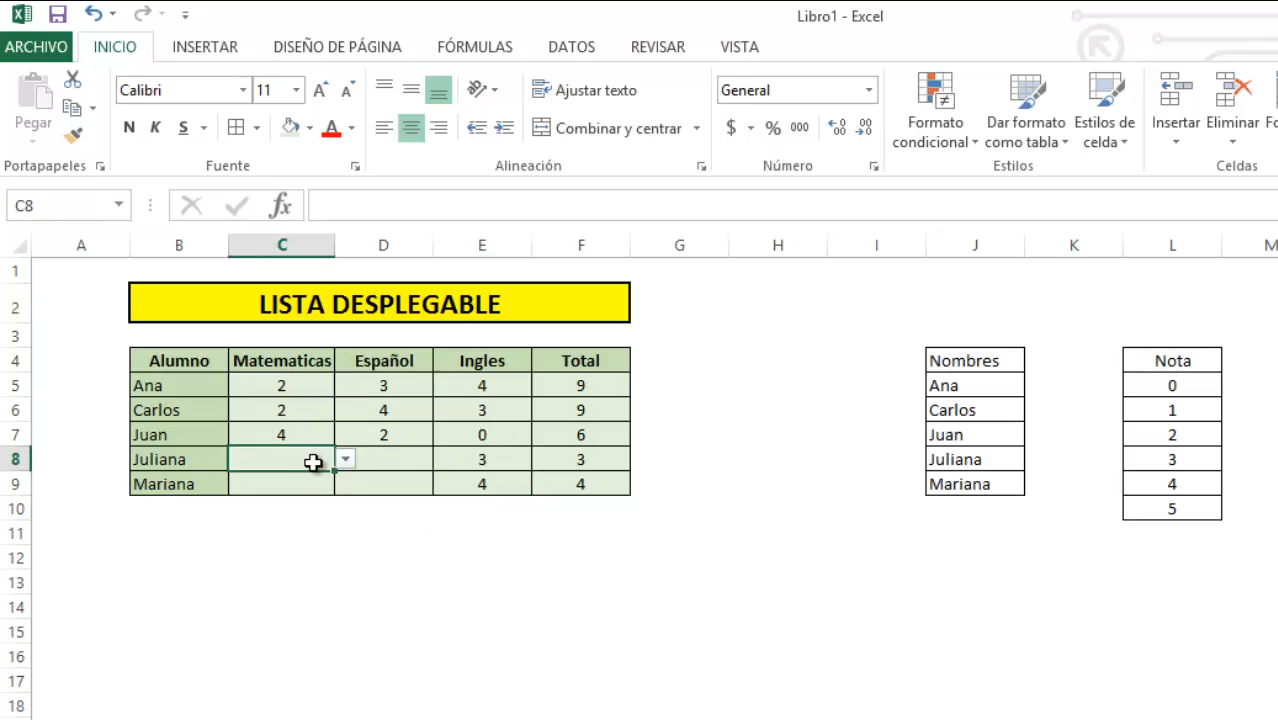 Libro1 - Excel
ARCHIVO INICIO INSERTAR DISEÑO DE PÁGINA FÓRMULAS DATOS REVISAR VISTA
Calibri 11 A A Ajustar texto General
Pegar N K S A Combinar y centrar $ % 000 Formato condicional Dar formato como tabla Estilos de celda Insertar Eliminar
Portapapeles Fuente Alineación Número Estilos Celdas
C8 fx
A B C D E F G H I J K L M
1
2 LISTA DESPLEGABLE
3
4 Alumno Matematicas Español Ingles Total Nombres Nota
5 Ana 2 3 4 9 Ana 0
6 Carlos 2 4 3 9 Carlos 1
7 Juan 4 2 0 6 Juan 2
8 Juliana 3 3 Juliana 3
9 Mariana 4 4 Mariana 4
10 5
11
12
13
14
15
16
17
18